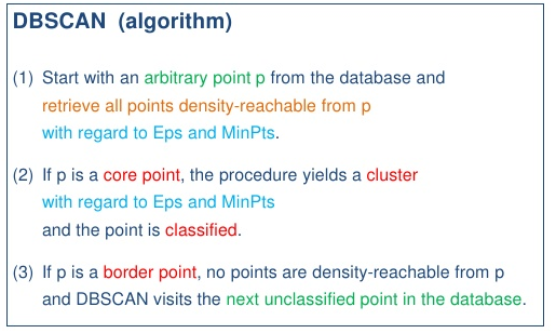 DBSCAN (algorithm)
(1) Start with an arbitrary point p from the database and
retrieve all points density-reachable from p
with regard to Eps and MinPts.
(2) If p is a core point, the procedure yields a cluster
with regard to Eps and MinPts
and the point is classified.
(3) If p is a border point, no points are density-reachable from p
and DBSCAN visits the next unclassified point in the database.